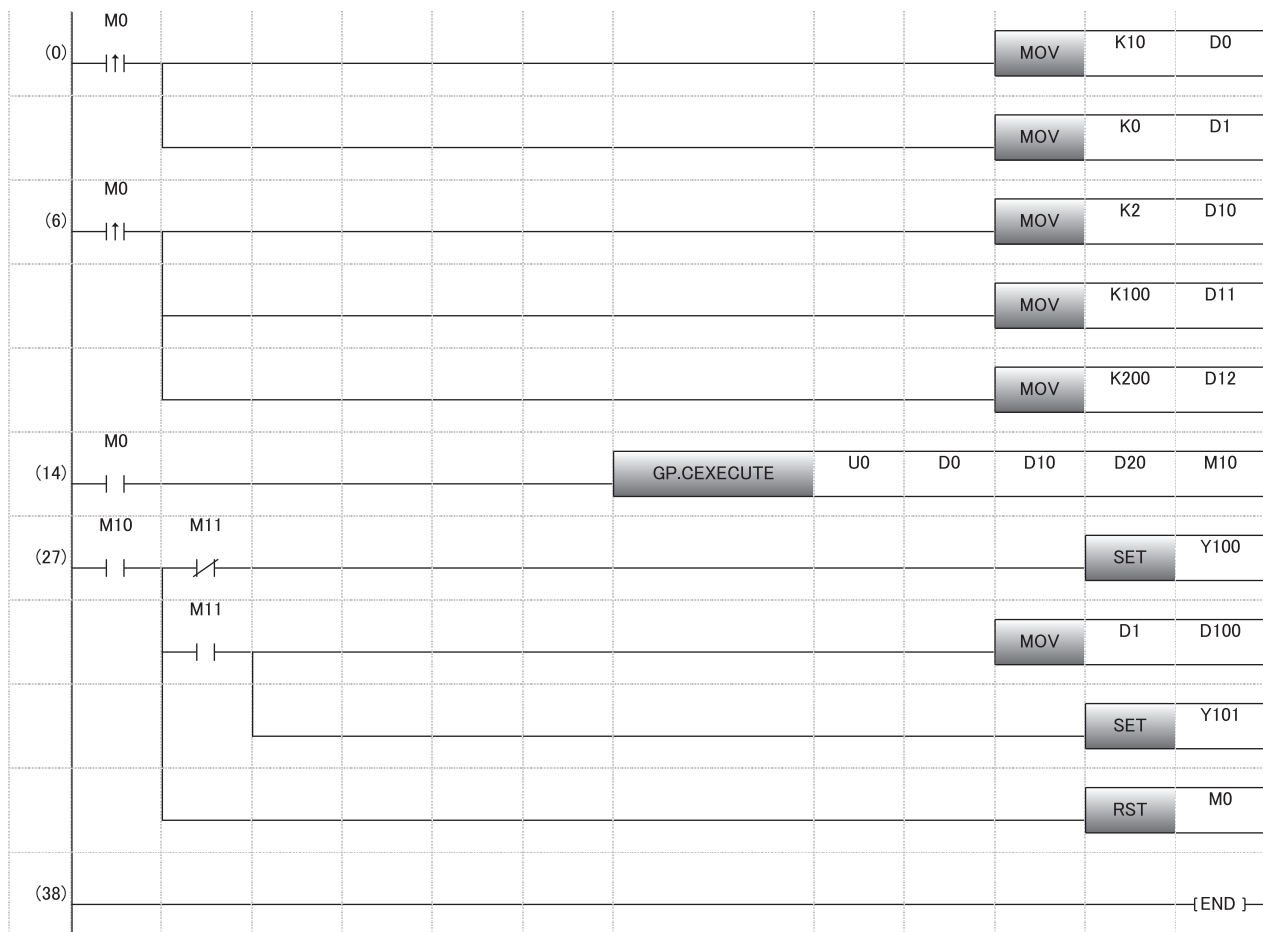 M0
(0) MOV K10 D0
MOV K0 D1
M0
(6) MOV K2 D10
MOV K100 D11
MOV K200 D12
M0
(14) GP.CEXECUTE U0 D0 D10 D20 M10
M10 M11
(27) SET Y100
M11
MOV D1 D100
SET Y101
RST M0
(38) [END]